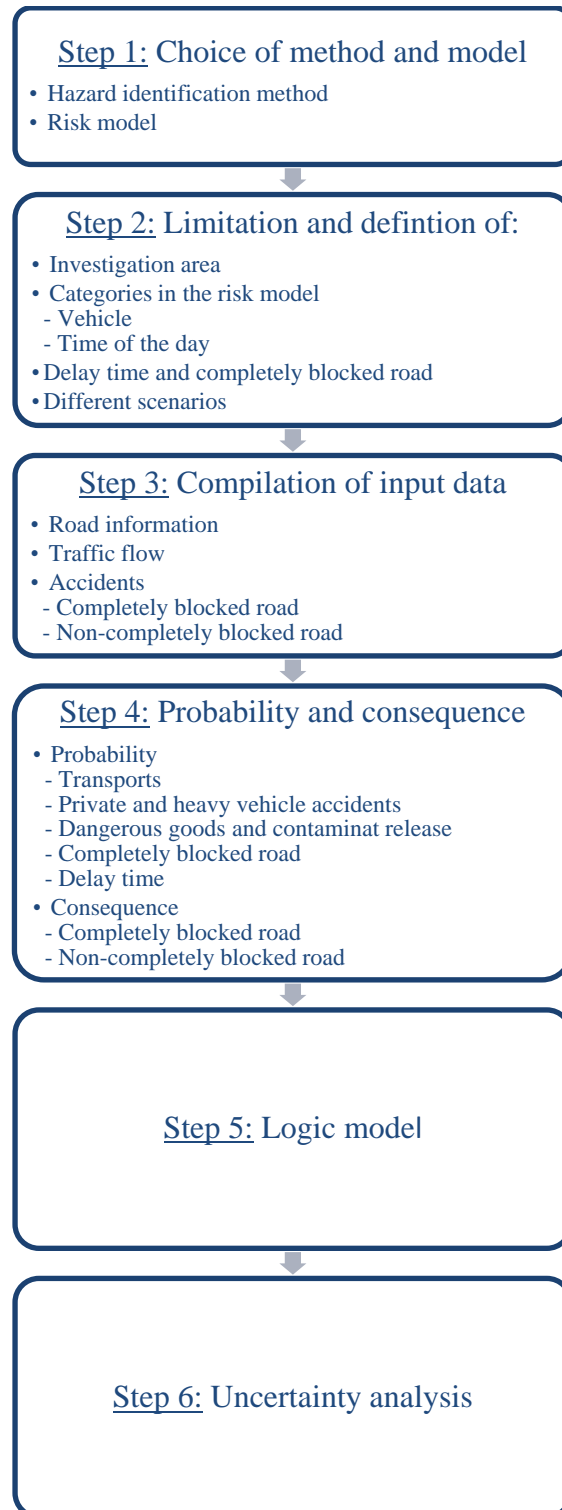 Step 1: Choice of method and model
• Hazard identification method
• Risk model
Step 2: Limitation and defintion of:
• Investigation area
• Categories in the risk model
- Vehicle
- Time of the day
• Delay time and completely blocked road
• Different scenarios
Step 3: Compilation of input data
• Road information
• Traffic flow
• Accidents
- Completely blocked road
- Non-completely blocked road
Step 4: Probability and consequence
• Probability
- Transports
- Private and heavy vehicle accidents
- Dangerous goods and contaminat release
- Completely blocked road
- Delay time
• Consequence
- Completely blocked road
- Non-completely blocked road
Step 5: Logic model
Step 6: Uncertainty analysis